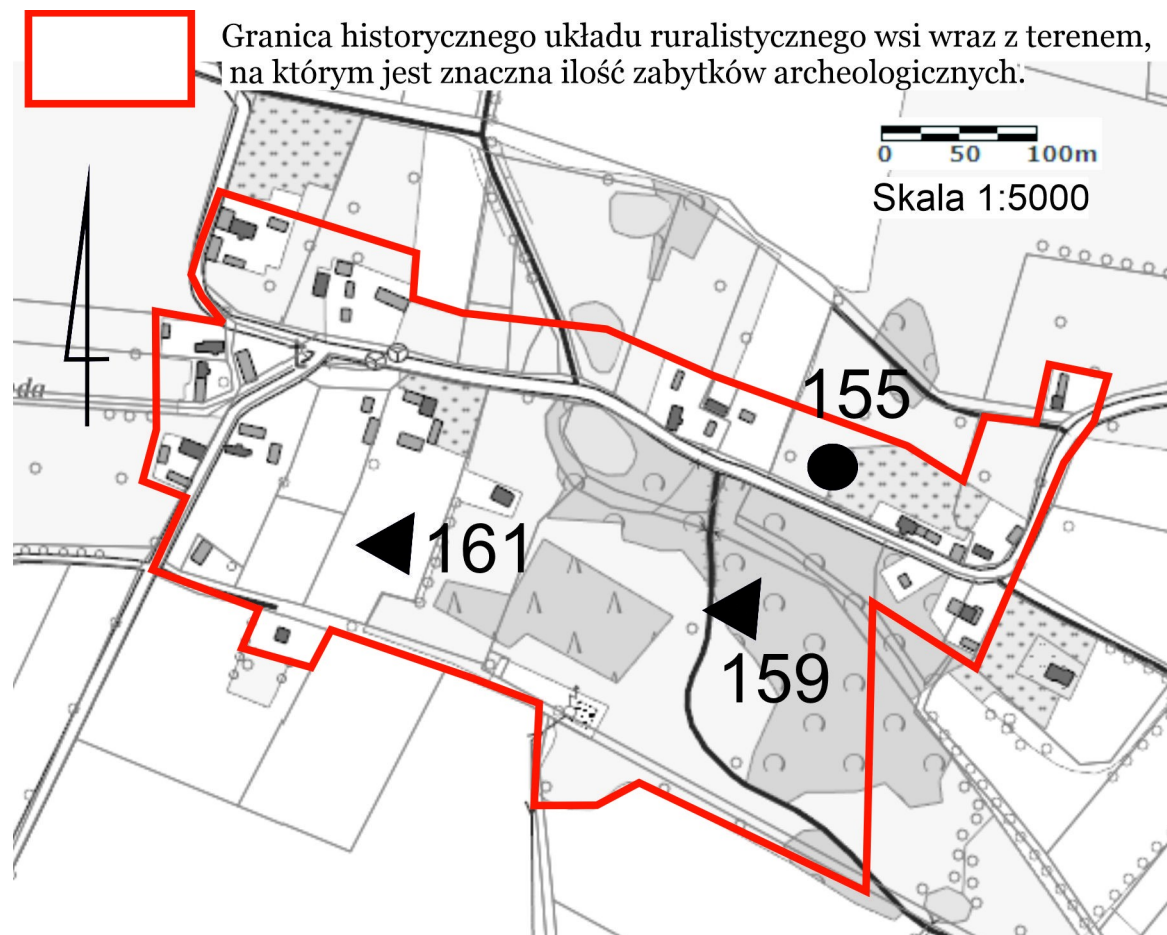 Granica historycznego układu ruralistycznego wsi wraz z terenem,
na którym jest znaczna ilość zabytków archeologicznych.
0 50 100m
Skala 1:5000
155
oda
161
159